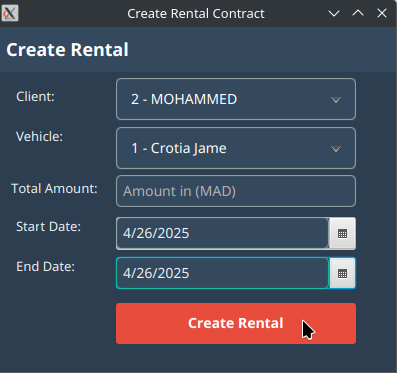 Create Rental Contract
Create Rental
Client:
2 - MOHAMMED
Vehicle:
1 - Crotia Jame
Total Amount:
Amount in (MAD)
Start Date:
4/26/2025
End Date:
4/26/2025
Create Rental